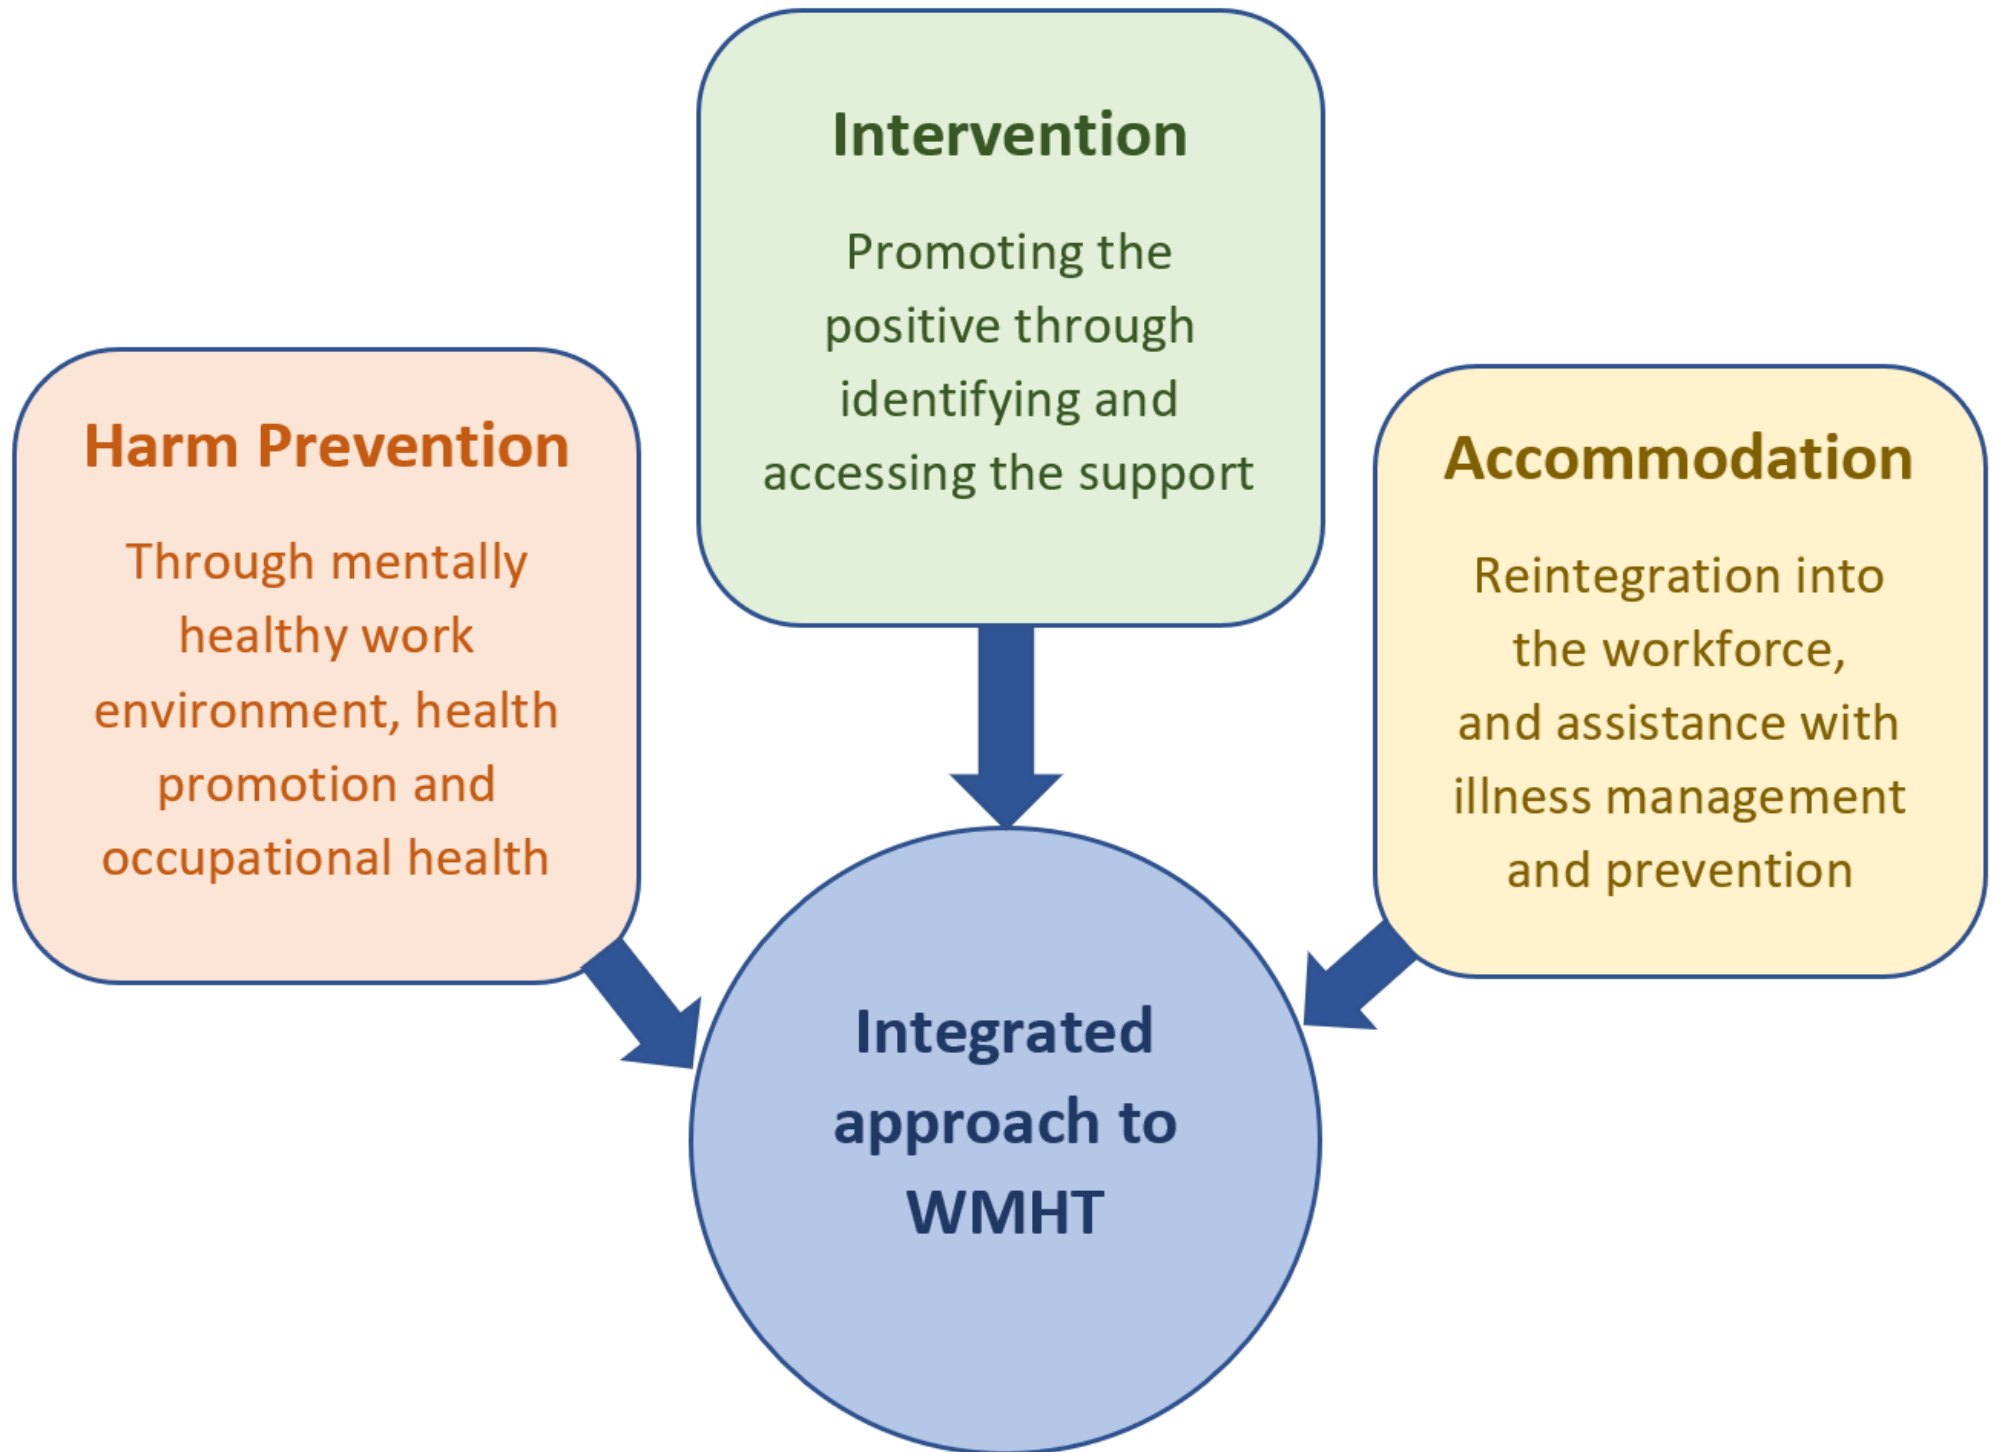 Intervention
Promoting the
positive through
identifying and
accessing the support
Harm Prevention
Through mentally
healthy work
environment, health
promotion and
occupational health
Accommodation
Reintegration into
the workforce,
and assistance with
illness management
and prevention
Integrated
approach to
WMHT